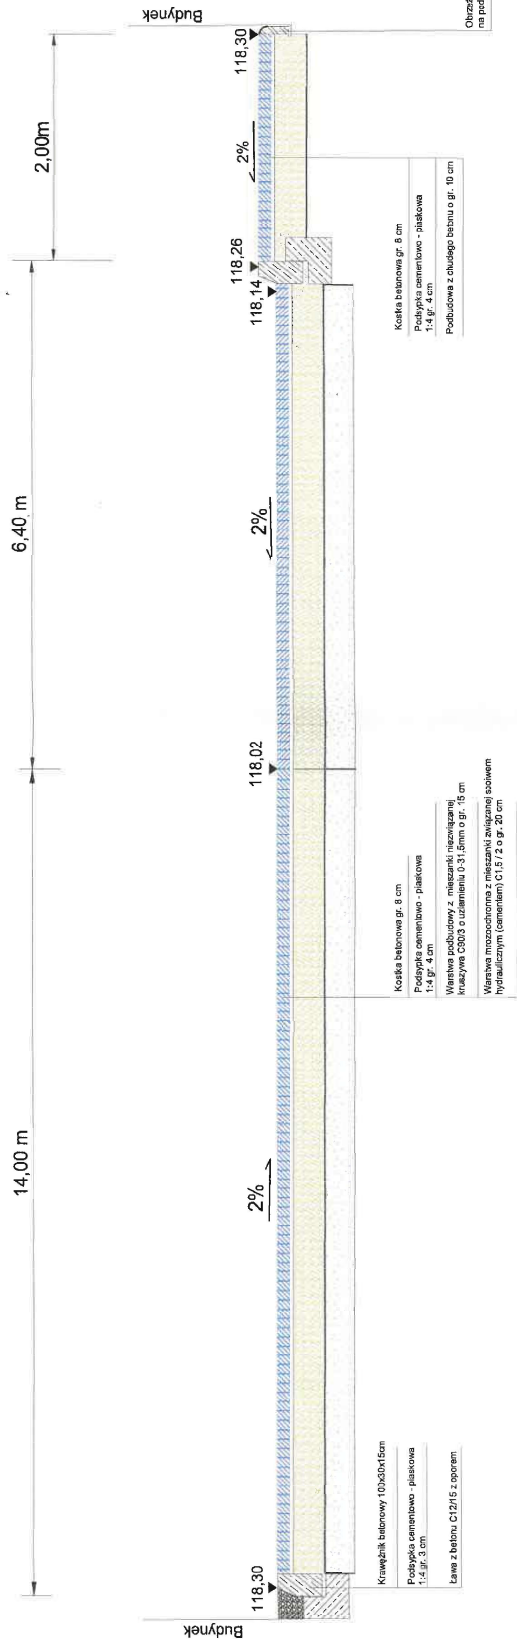 Budynek
Budynek
14,00 m
6,40 m
2,00m
118,30
2%
118,02
2%
118,14
118,26
2%
118,30
Krawężnik betonowy 100x30x15cm
Podsypka cementowo - piaskowa
1:4 gr. 3 cm
Ława z betonu C12/15 z oporem
Kostka betonowa gr. 8 cm
Podsypka cementowo - piaskowa
1:4 gr. 4 cm
Warstwa podbudowy z mieszanki niezwiązanej
kruszywa C90/3 o uziarnieniu 0-31,5mm o gr. 15 cm
Warstwa mrozoochronna z mieszanki związanej spoiwem
hydraulicznym (cementem) C1,5 / 2 o gr. 20 cm
Kostka betonowa gr. 8 cm
Podsypka cementowo - piaskowa
1:4 gr. 4 cm
Podbudowa z chudego betonu o gr. 10 cm